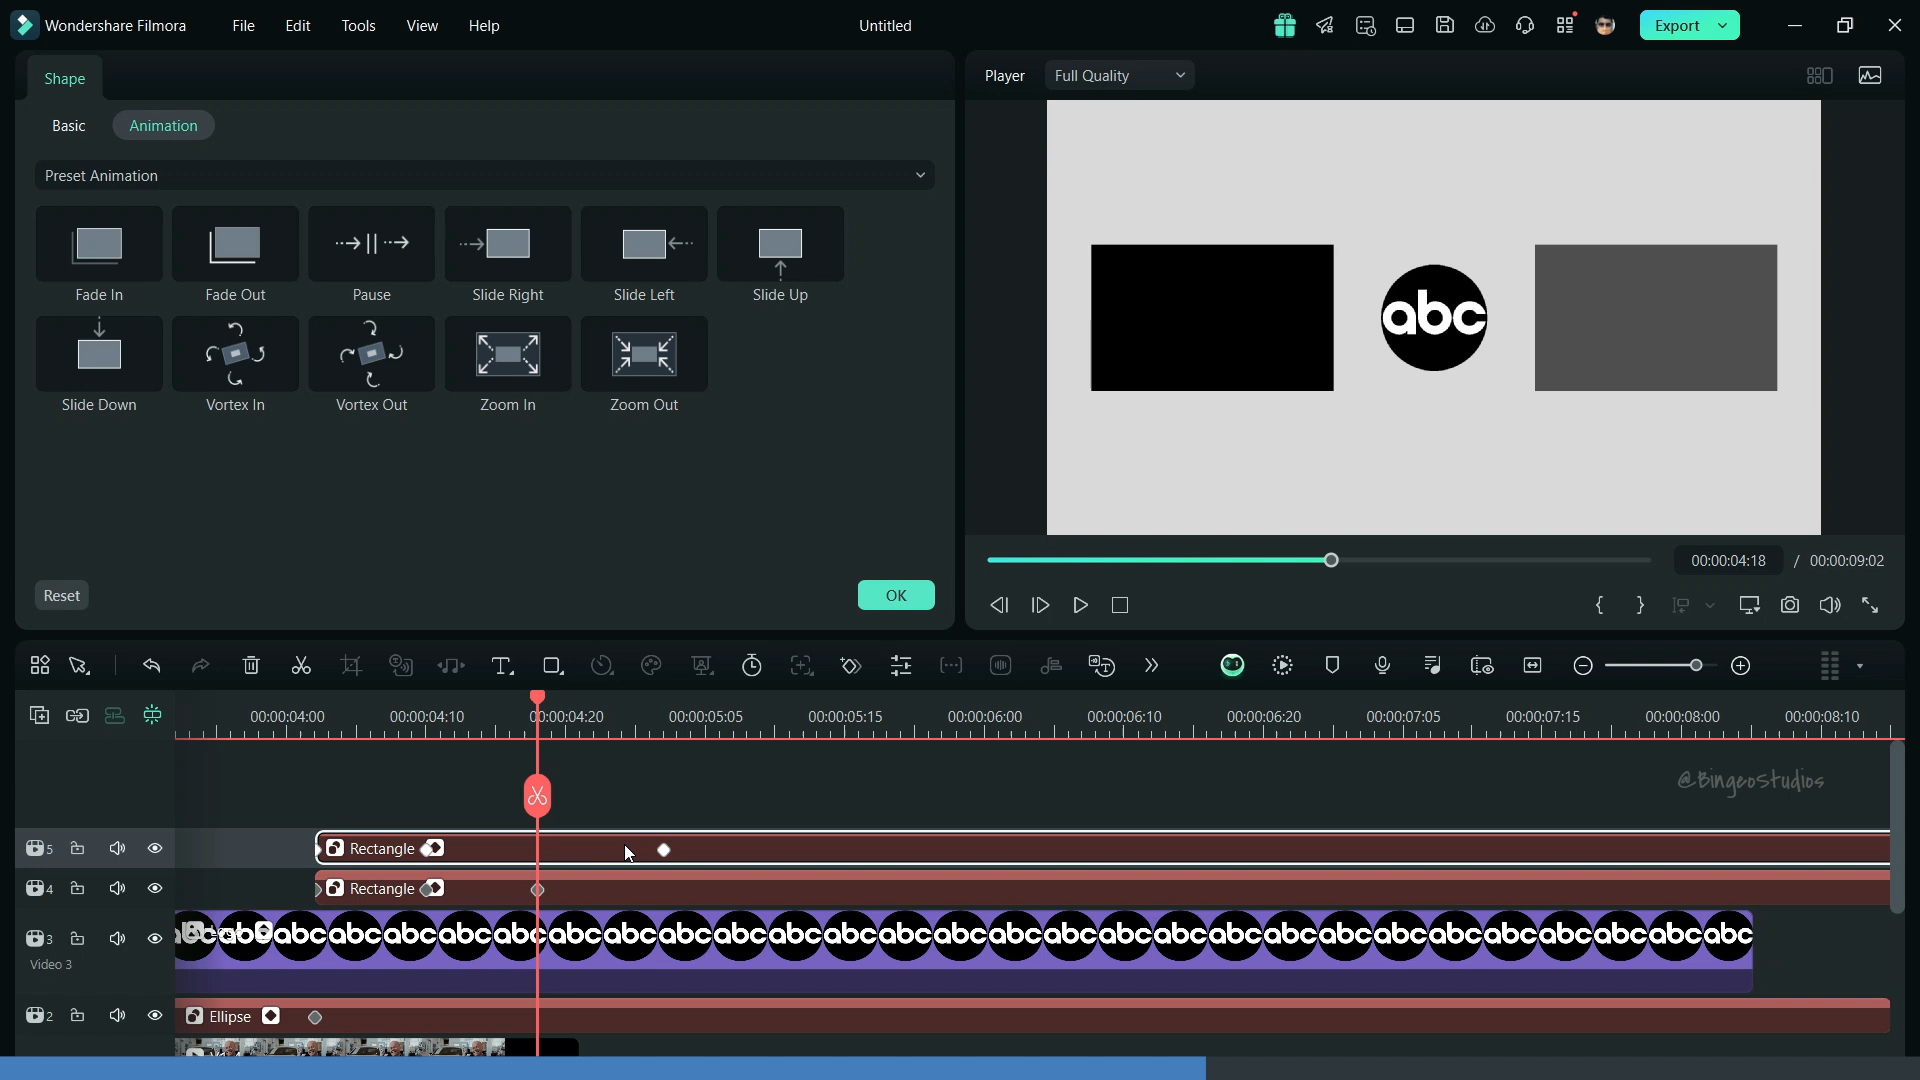 Wondershare Filmora File Edit Tools View Help Untitled Export
Shape
Basic Animation
Preset Animation
Fade In Fade Out Pause Slide Right Slide Left Slide Up
Slide Down Vortex In Vortex Out Zoom In Zoom Out
Reset OK
Player Full Quality
abc
00:00:04:18 / 00:00:09:02
00:00:04:00 00:00:04:10 00:00:04:20 00:00:05:05 00:00:05:15 00:00:06:00 00:00:06:10 00:00:06:20 00:00:07:05 00:00:07:15 00:00:08:00 00:00:08:10
@BingeoStudios
5 Rectangle
4 Rectangle
3 abc abc abc abc abc abc abc abc abc abc abc abc abc abc abc abc abc abc abc abc abc abc abc abc abc abc abc abc abc
Video 3
2 Ellipse